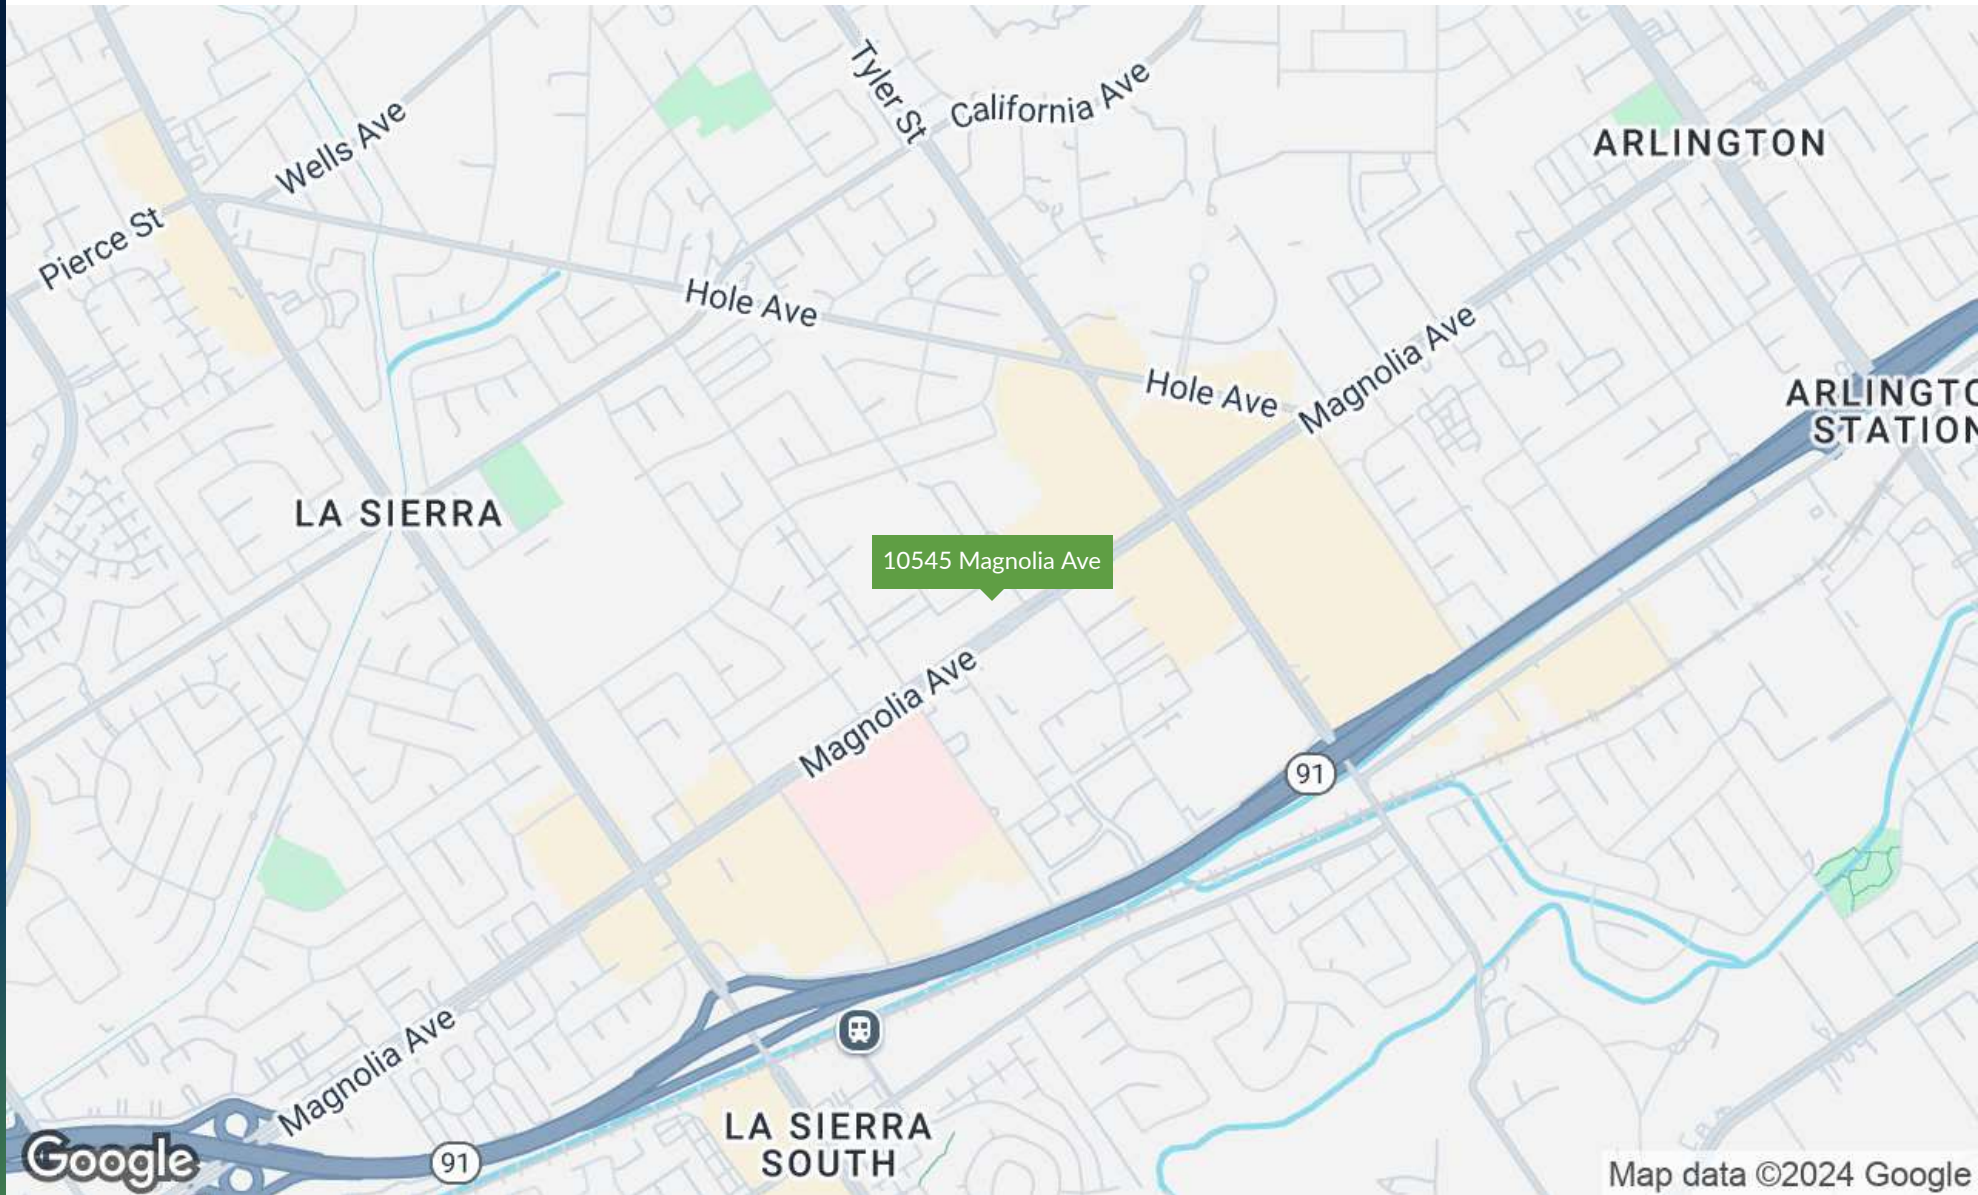 Tyler St
California Ave
Wells Ave
ARLINGTON
Pierce St
Hole Ave
Magnolia Ave
Hole Ave
ARLINGTO
STATION
LA SIERRA
10545 Magnolia Ave
Magnolia Ave
91
Magnolia Ave
LA SIERRA
SOUTH
91
Google
Map data ©2024 Google